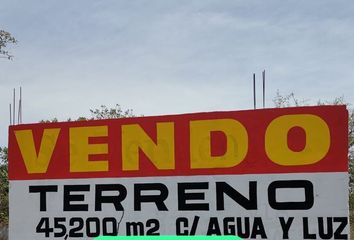 VENDO
TERRENO
45,200 m2 C/ AGUA Y LUZ